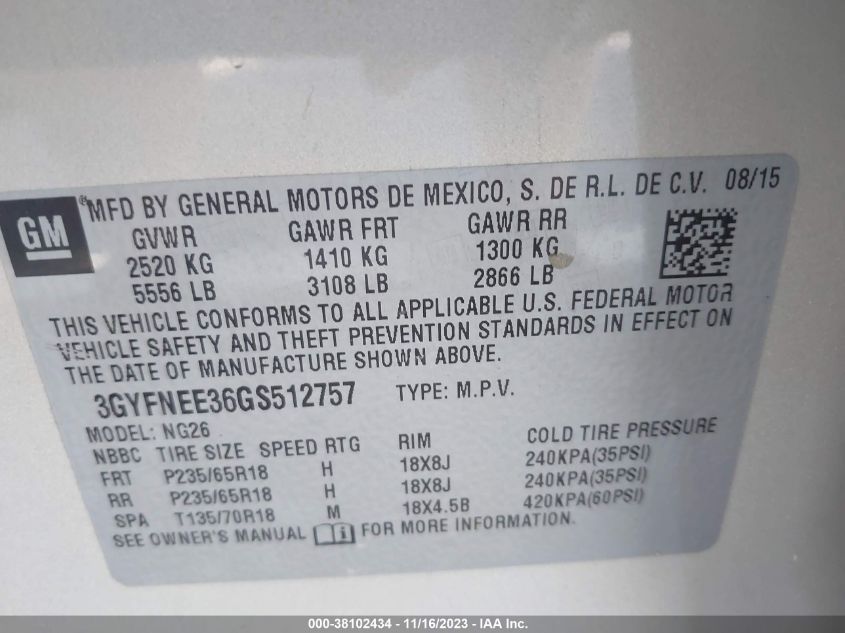 GM
® MFD BY GENERAL MOTORS DE MEXICO, S. DE R.L. DE C.V. 08/15
GVWR GAWR FRT GAWR RR
2520 KG 1410 KG 1300 KG
5556 LB 3108 LB 2866 LB
THIS VEHICLE CONFORMS TO ALL APPLICABLE U.S. FEDERAL MOTOR
VEHICLE SAFETY AND THEFT PREVENTION STANDARDS IN EFFECT ON
THE DATE OF MANUFACTURE SHOWN ABOVE.
3GYFNEE36GS512757 TYPE: M.P.V.
MODEL: NG26
NBBC TIRE SIZE SPEED RTG RIM COLD TIRE PRESSURE
FRT P235/65R18 H 18X8J 240KPA(35PSI)
RR P235/65R18 H 18X8J 240KPA(35PSI)
SPA T135/70R18 M 18X4.5B 420KPA(60PSI)
SEE OWNER'S MANUAL FOR MORE INFORMATION.
000-38102434 - 11/16/2023 - IAA Inc.